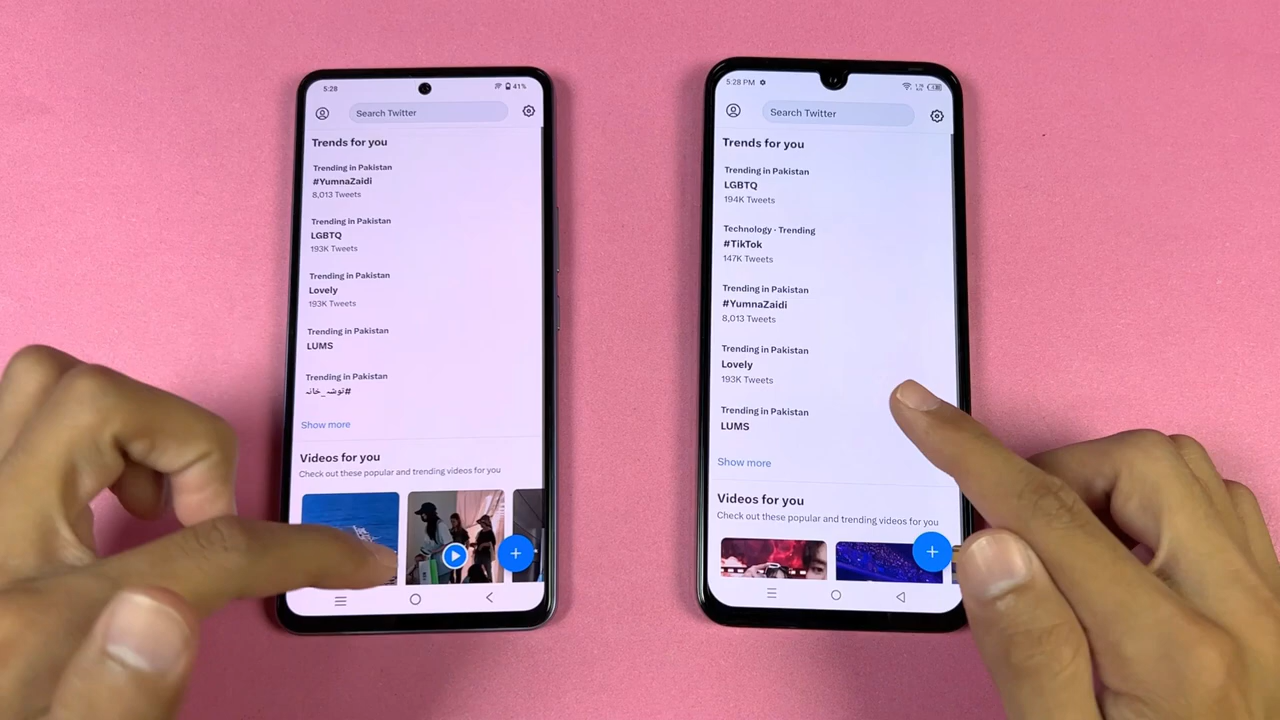 5:28
41%
Search Twitter
Trends for you
Trending in Pakistan
#YumnaZaidi
8,013 Tweets
Trending in Pakistan
LGBTQ
193K Tweets
Trending in Pakistan
Lovely
193K Tweets
Trending in Pakistan
LUMS
Trending in Pakistan
#توشہ_خانہ
Show more
Videos for you
Check out these popular and trending videos for you
5:28 PM
Search Twitter
Trends for you
Trending in Pakistan
LGBTQ
194K Tweets
Technology · Trending
#TikTok
147K Tweets
Trending in Pakistan
#YumnaZaidi
8,013 Tweets
Trending in Pakistan
Lovely
193K Tweets
Trending in Pakistan
LUMS
Show more
Videos for you
Check out these popular and trending videos for you